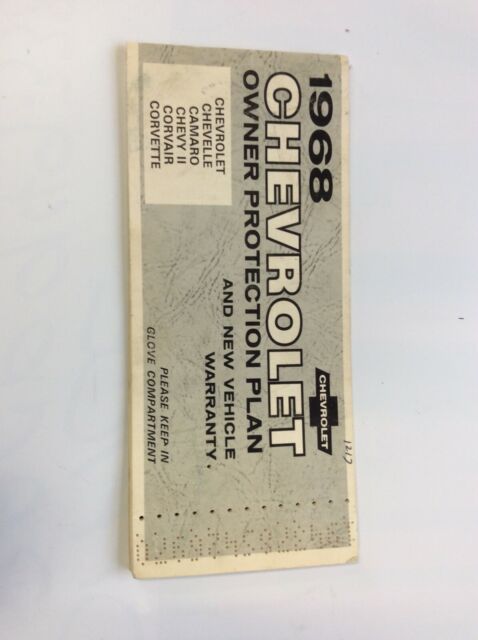 1968
CHEVROLET
CHEVROLET
OWNER PROTECTION PLAN
AND NEW VEHICLE
WARRANTY
CHEVROLET
CHEVELLE
CAMARO
CHEVY II
CORVAIR
CORVETTE
PLEASE KEEP IN
GLOVE COMPARTMENT